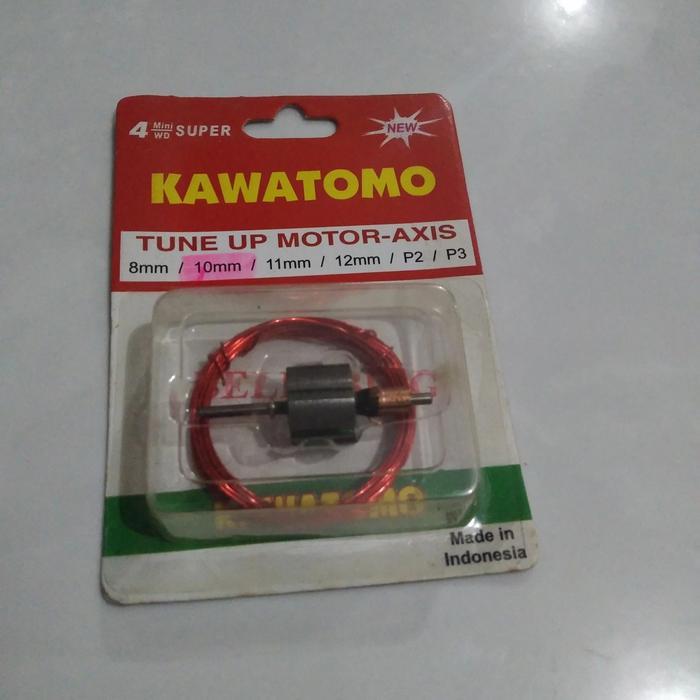 4 Mini WD SUPER
NEW
KAWATOMO
TUNE UP MOTOR-AXIS
8mm / 10mm / 11mm / 12mm / P2 / P3
KAWATOMO
Made in
Indonesia